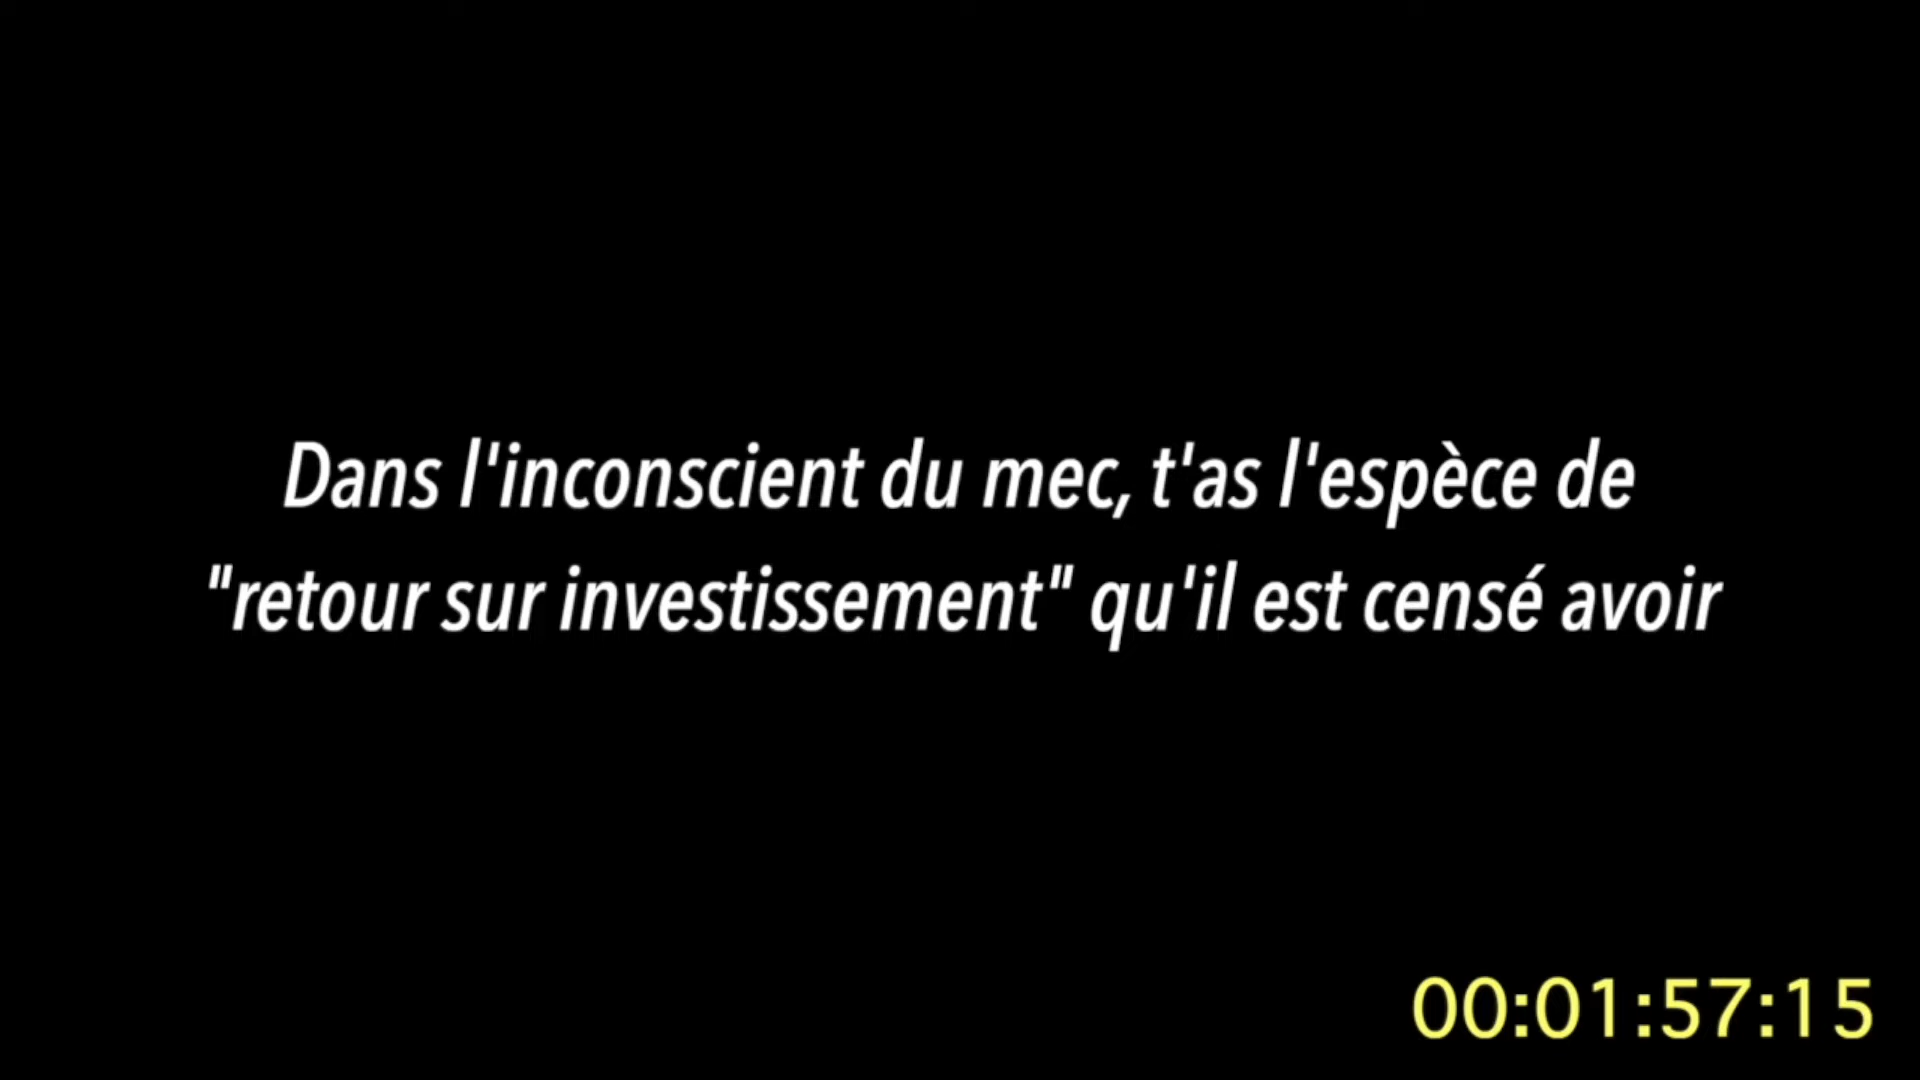 Dans l'inconscient du mec, t'as l'espèce de
"retour sur investissement" qu'il est censé avoir
00:01:57:15